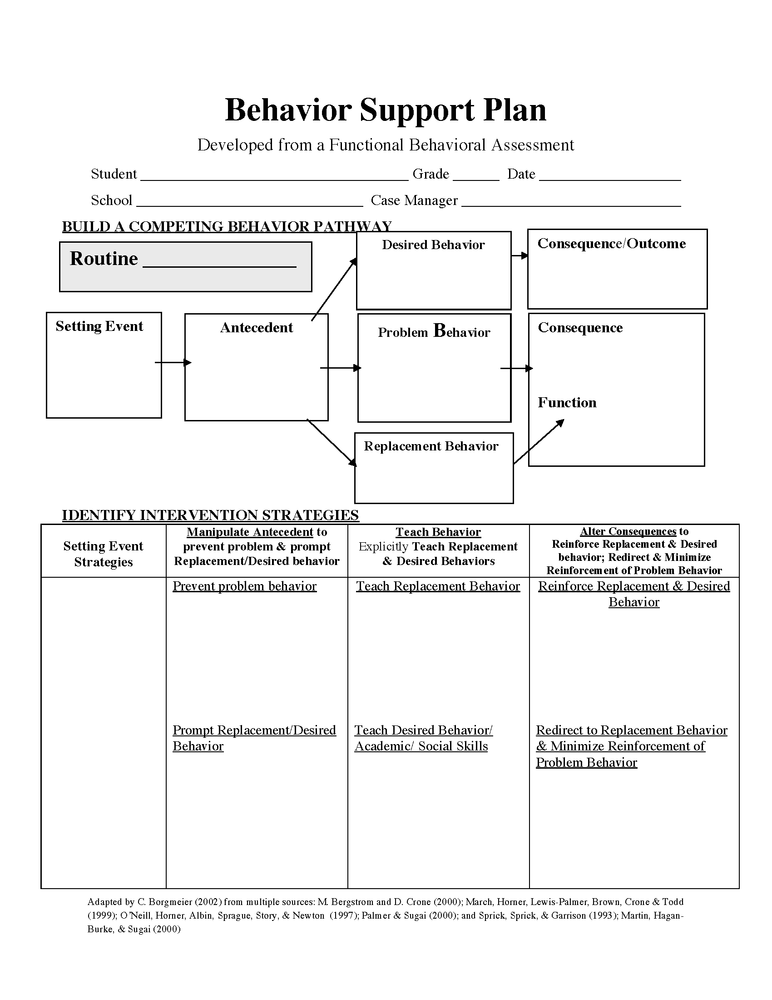 Behavior Support Plan
Developed from a Functional Behavioral Assessment
Student Grade Date
School Case Manager
BUILD A COMPETING BEHAVIOR PATHWAY
Routine
Desired Behavior
Consequence/Outcome
Setting Event
Antecedent
Problem Behavior
Consequence
Function
Replacement Behavior
IDENTIFY INTERVENTION STRATEGIES
Setting Event
Strategies
Manipulate Antecedent to
prevent problem & prompt
Replacement/Desired behavior
Teach Behavior
Explicitly Teach Replacement
& Desired Behaviors
Alter Consequences to
Reinforce Replacement & Desired
behavior; Redirect & Minimize
Reinforcement of Problem Behavior
Prevent problem behavior
Teach Replacement Behavior
Reinforce Replacement & Desired
Behavior
Prompt Replacement/Desired
Behavior
Teach Desired Behavior/
Academic/ Social Skills
Redirect to Replacement Behavior
& Minimize Reinforcement of
Problem Behavior
Adapted by C. Borgmeier (2002) from multiple sources: M. Bergstrom and D. Crone (2000); March, Horner, Lewis-Palmer, Brown, Crone & Todd
(1999); O'Neill, Horner, Albin, Sprague, Story, & Newton (1997); Palmer & Sugai (2000); and Sprick, Sprick, & Garrison (1993); Martin, Hagan-
Burke, & Sugai (2000)